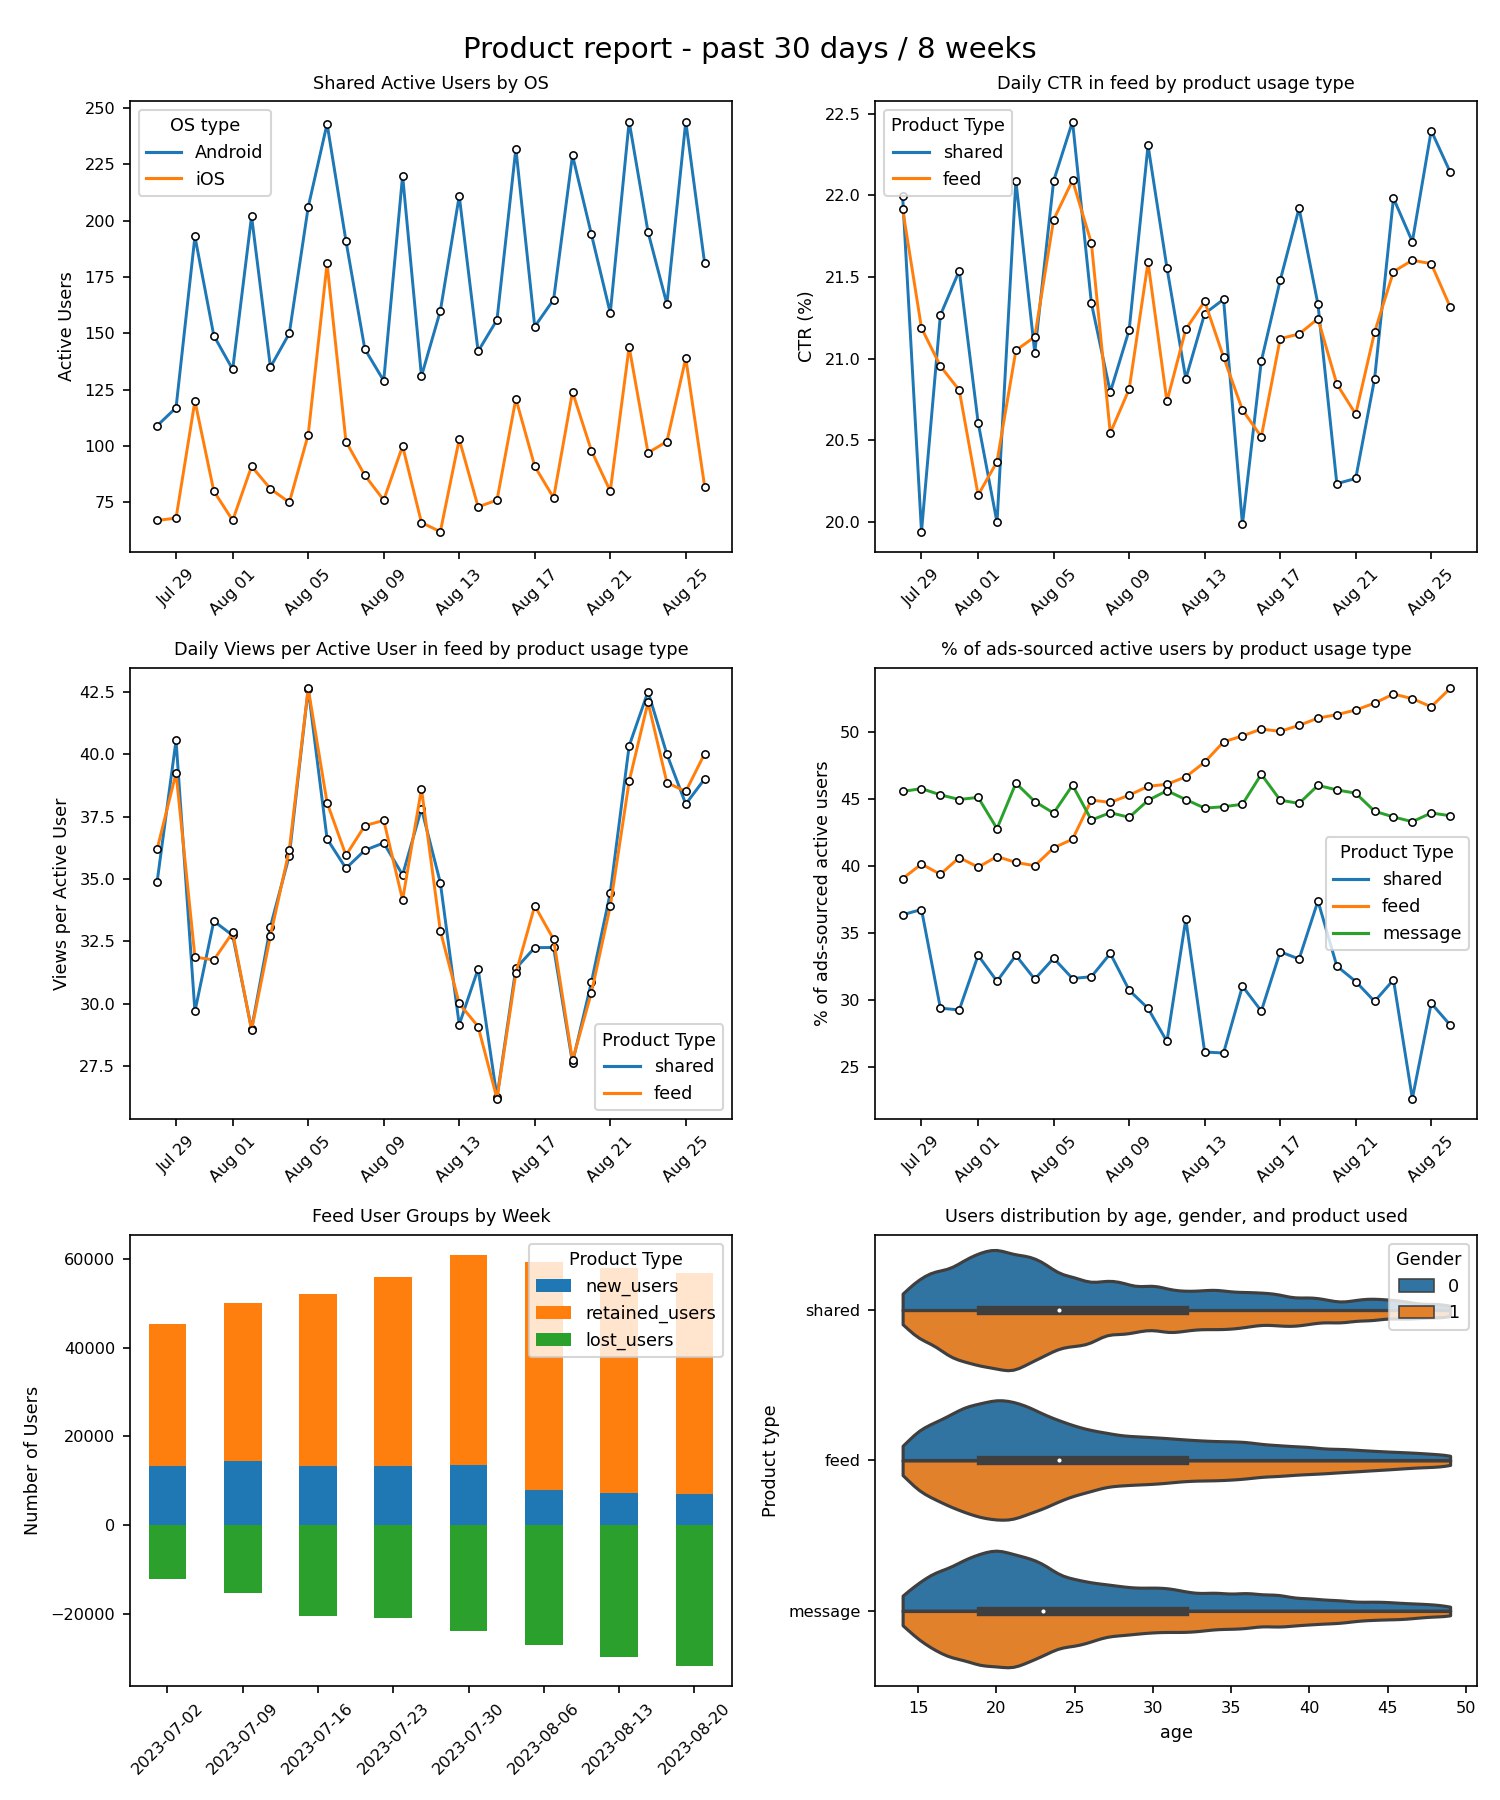 Product report - past 30 days / 8 weeks
Shared Active Users by OS
Active Users
250
225
200
175
150
125
100
75
OS type
Android
iOS
Jul 29
Aug 01
Aug 05
Aug 09
Aug 13
Aug 17
Aug 21
Aug 25
Daily CTR in feed by product usage type
CTR (%)
22.5
22.0
21.5
21.0
20.5
20.0
Product Type
shared
feed
Jul 29
Aug 01
Aug 05
Aug 09
Aug 13
Aug 17
Aug 21
Aug 25
Daily Views per Active User in feed by product usage type
Views per Active User
42.5
40.0
37.5
35.0
32.5
30.0
27.5
Product Type
shared
feed
Jul 29
Aug 01
Aug 05
Aug 09
Aug 13
Aug 17
Aug 21
Aug 25
% of ads-sourced active users by product usage type
% of ads-sourced active users
50
45
40
35
30
25
Product Type
shared
feed
message
Jul 29
Aug 01
Aug 05
Aug 09
Aug 13
Aug 17
Aug 21
Aug 25
Feed User Groups by Week
Number of Users
60000
40000
20000
0
−20000
Product Type
new_users
retained_users
lost_users
2023-07-02
2023-07-09
2023-07-16
2023-07-23
2023-07-30
2023-08-06
2023-08-13
2023-08-20
Users distribution by age, gender, and product used
Product type
shared
feed
message
Gender
0
1
15
20
25
30
35
40
45
50
age